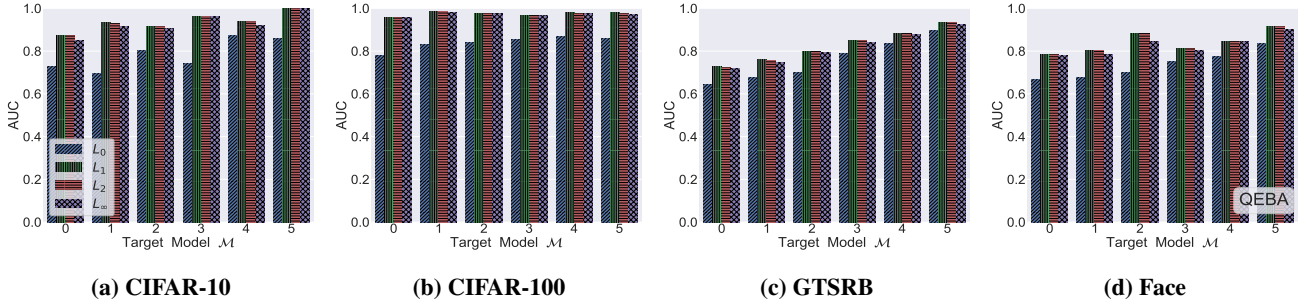 1.0 1.0 1.0 1.0
0.8 0.8 0.8 0.8
0.6 0.6 0.6 0.6
0.4 0.4 0.4 0.4
0.2 0.2 0.2 0.2
0.0 0.0 0.0 0.0
AUC AUC AUC AUC
L₀
L₁
L₂
L∞
QEBA
0 1 2 3 4 5 0 1 2 3 4 5 0 1 2 3 4 5 0 1 2 3 4 5
Target Model ℳ Target Model ℳ Target Model ℳ Target Model ℳ
(a) CIFAR-10 (b) CIFAR-100 (c) GTSRB (d) Face